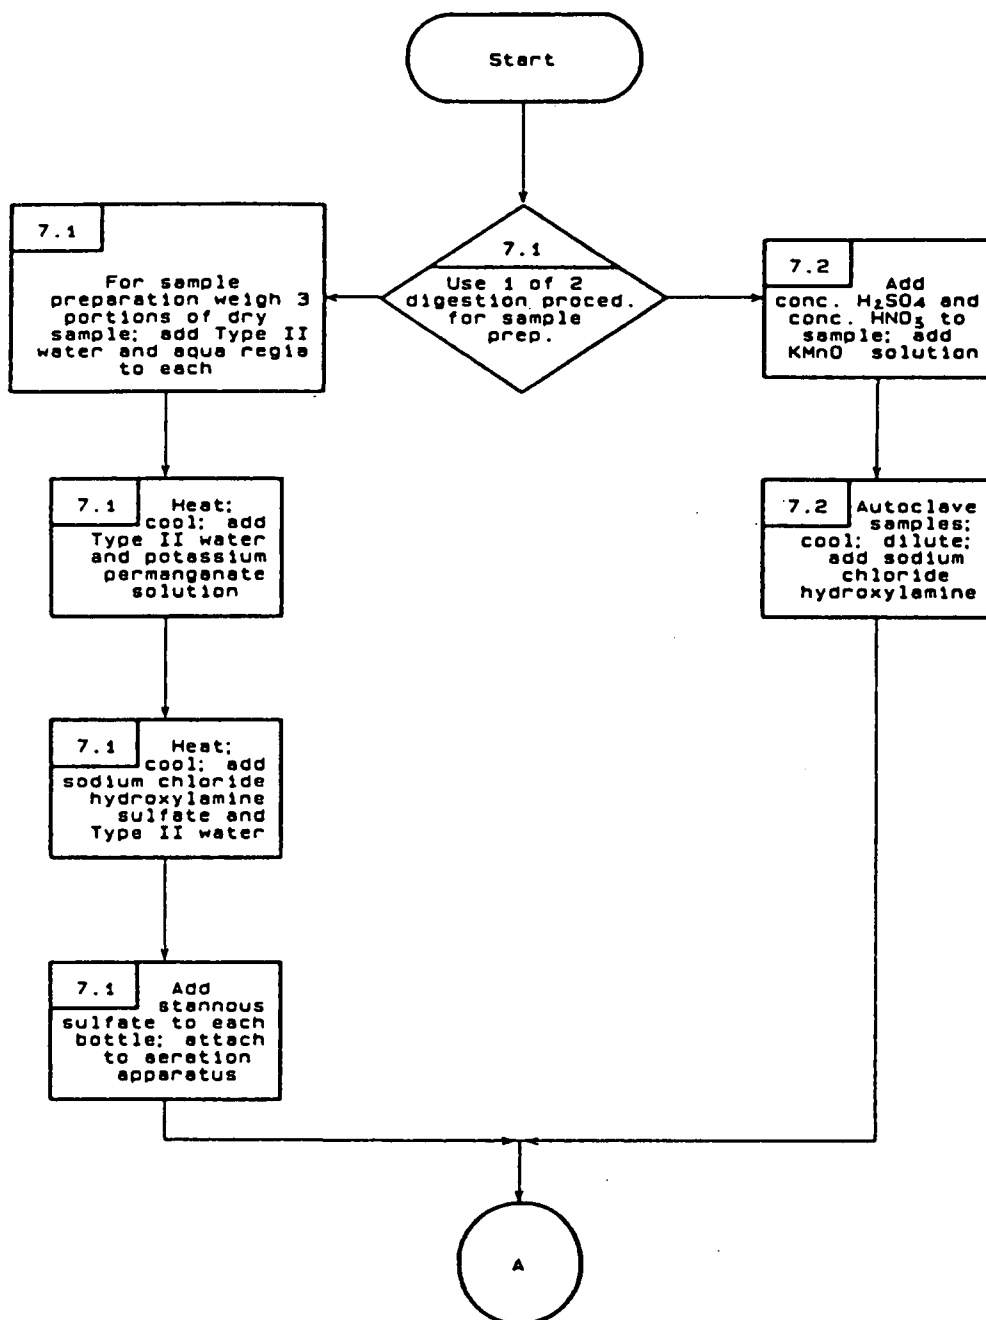 Start
7.1
Use 1 of 2
digestion proced.
for sample
prep.
7.1
For sample
preparation weigh 3
portions of dry
sample; add Type II
water and aqua regia
to each
7.1 Heat;
cool; add
Type II water
and potassium
permanganate
solution
7.1 Heat;
cool; add
sodium chloride
hydroxylamine
sulfate and
Type II water
7.1 Add
stannous
sulfate to each
bottle; attach
to aeration
apparatus
7.2 Add
conc. H₂SO₄ and
conc. HNO₃ to
sample; add
KMnO solution
7.2 Autoclave
samples;
cool; dilute;
add sodium
chloride
hydroxylamine
A